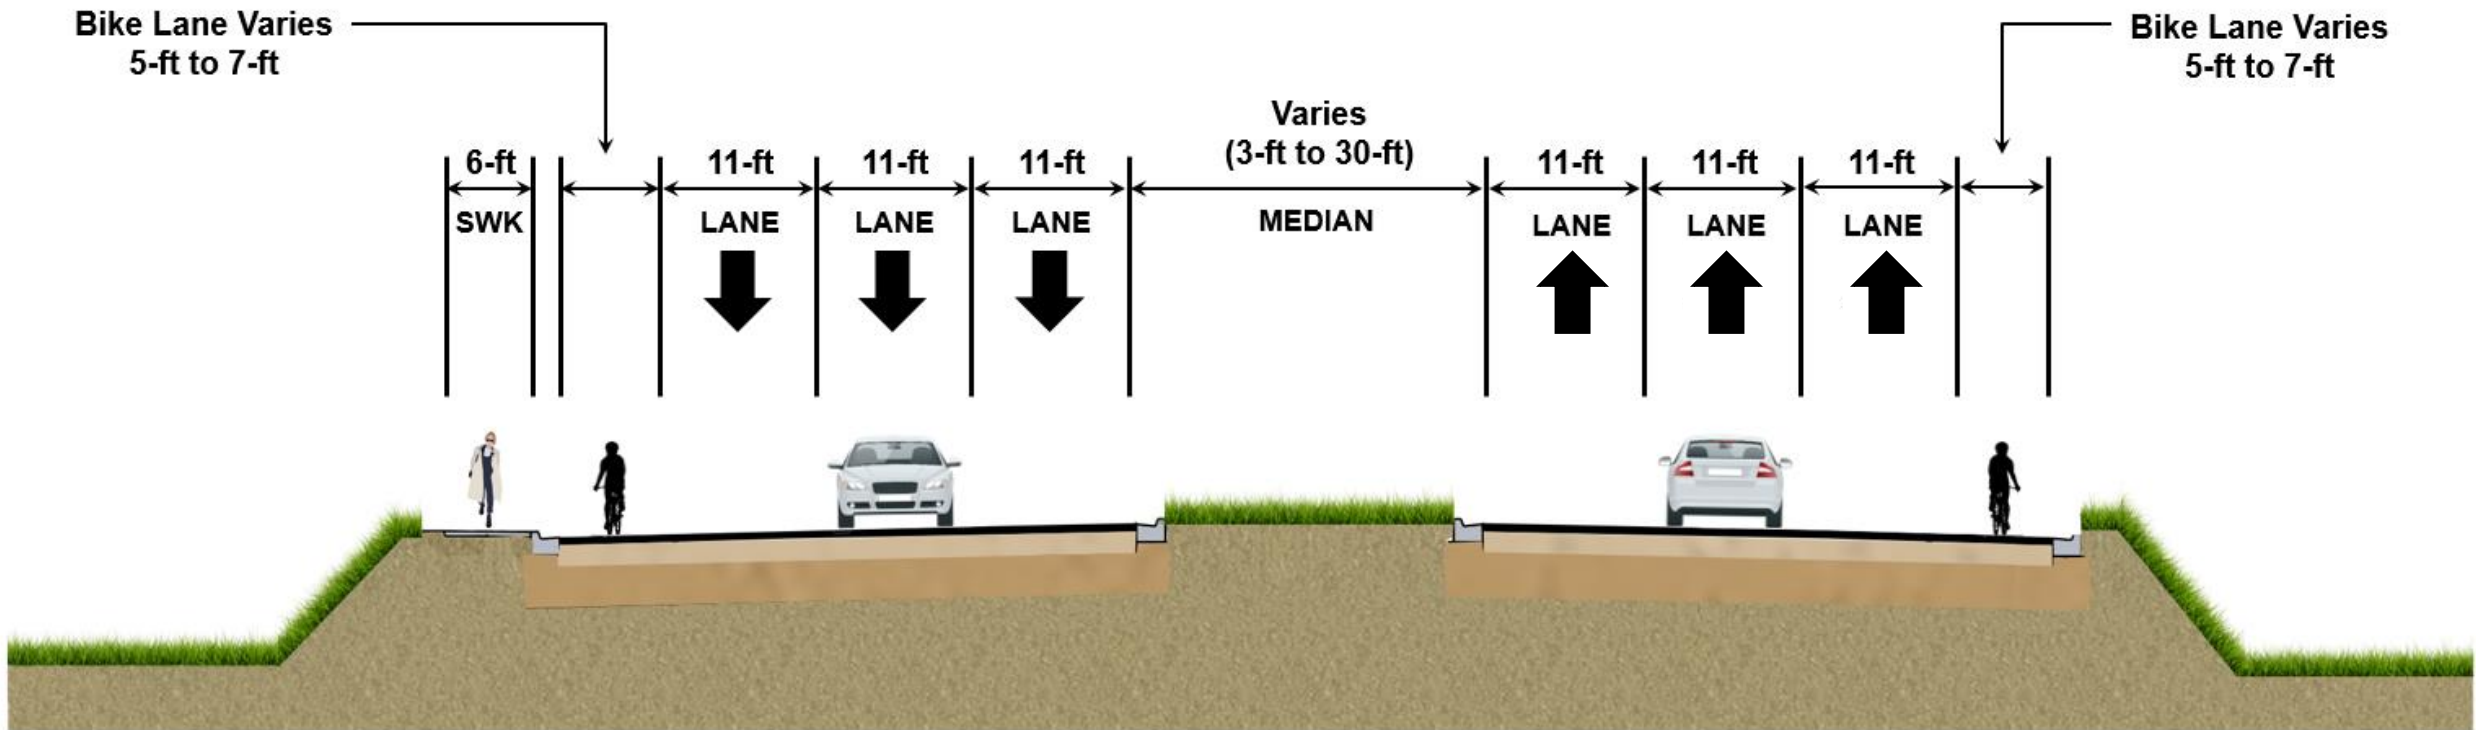 Bike Lane Varies
5-ft to 7-ft
Bike Lane Varies
5-ft to 7-ft
Varies
(3-ft to 30-ft)
6-ft 11-ft 11-ft 11-ft 11-ft 11-ft 11-ft
SWK LANE LANE LANE MEDIAN LANE LANE LANE